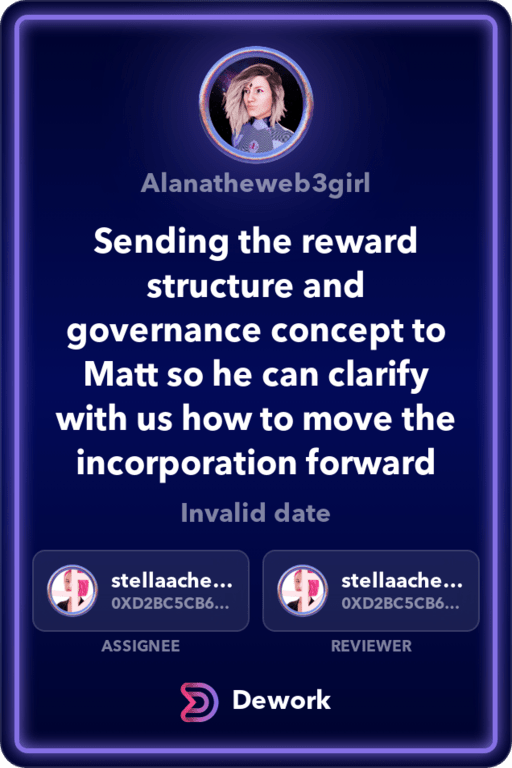 Alanatheweb3girl
Sending the reward
structure and
governance concept to
Matt so he can clarify
with us how to move the
incorporation forward
Invalid date
stellaache...
0XD2BC5CB6...
ASSIGNEE
stellaache...
0XD2BC5CB6...
REVIEWER
Dework